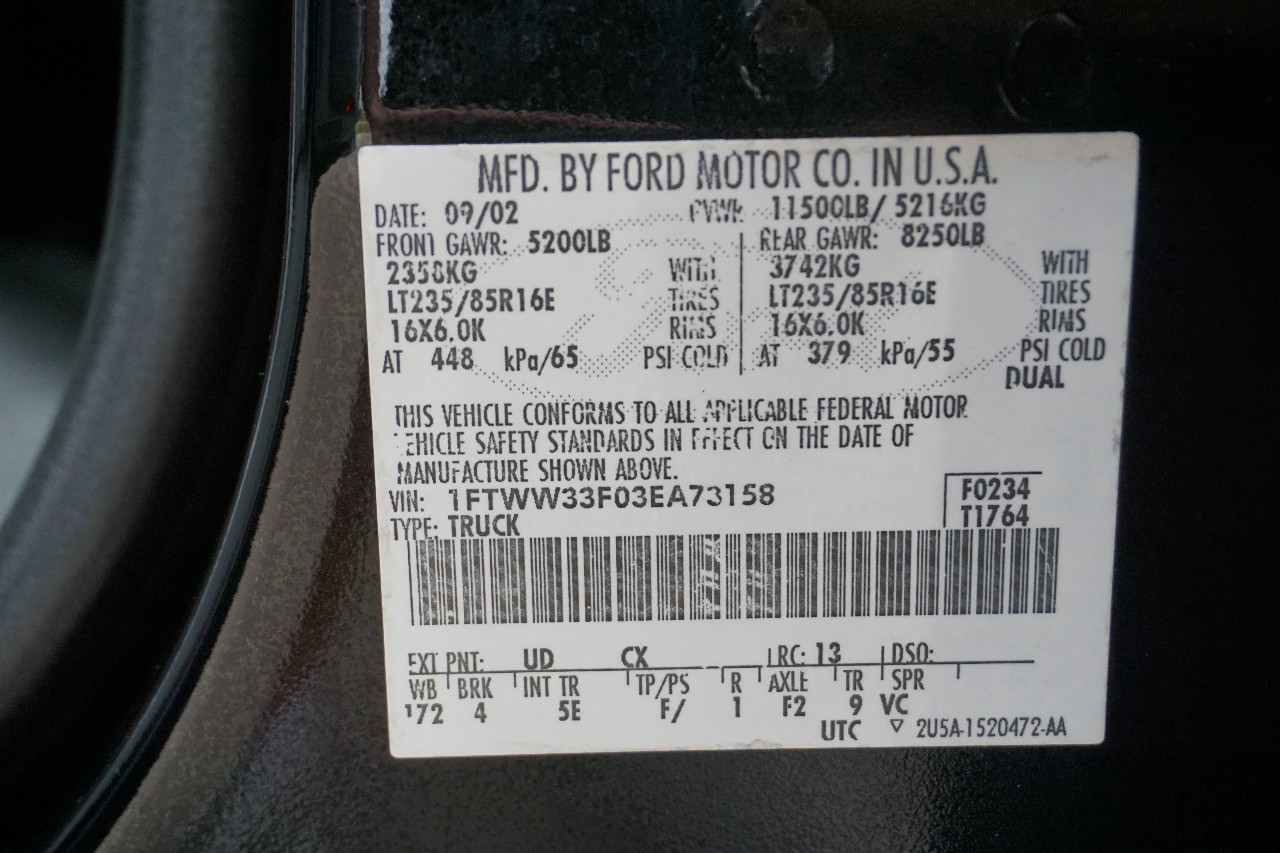 MFD. BY FORD MOTOR CO. IN U.S.A.
DATE: 09/02 GVWR 11500LB/ 5216KG
FRONT GAWR: 5200LB REAR GAWR: 8250LB
2358KG WITH 3742KG WITH
LT235/85R16E TIRES LT235/85R16E TIRES
16X6.0K RIMS 16X6.0K RIMS
AT 448 kPa/65 PSI COLD AT 379 kPa/55 PSI COLD
DUAL
THIS VEHICLE CONFORMS TO ALL APPLICABLE FEDERAL MOTOR
VEHICLE SAFETY STANDARDS IN EFFECT ON THE DATE OF
MANUFACTURE SHOWN ABOVE.
VIN: 1FTWW33F03EA73158 F0234
TYPE: TRUCK T1764
EXT PNT: UD CX RC: 13 DSO:
WB BRK INT TR TP/PS R AXLE TR SPR
172 4 5E F/ 1 F2 9 VC
UTC ▽ 2U5A-1520472-AA